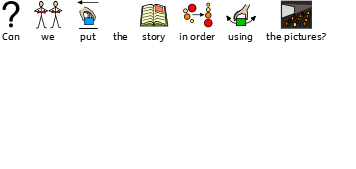 Can we put the story in order using the pictures?